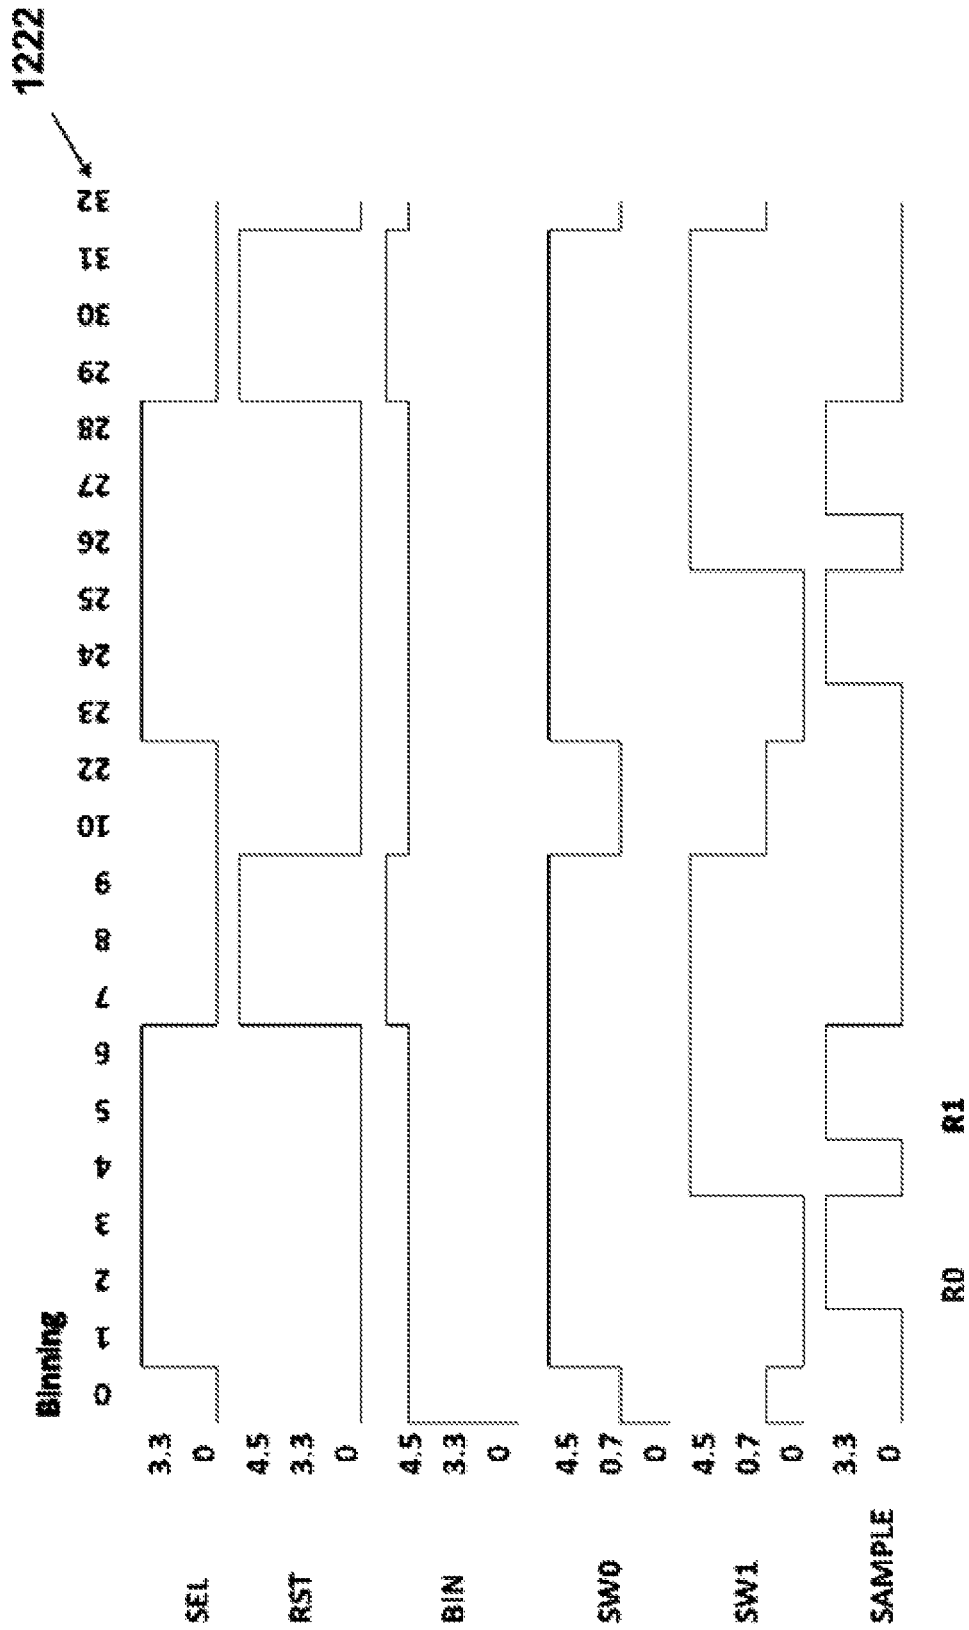 1222
Binning
0 1 2 3 4 5 6 7 8 9 10 22 23 24 25 26 27 28 29 30 31 32
3.3
SEL 0
4.5
RST 3.3
0
4.5
BIN 3.3
0
4.5
SW0 0.7
0
4.5
SW1 0.7
0
3.3
SAMPLE 0
R0 R1